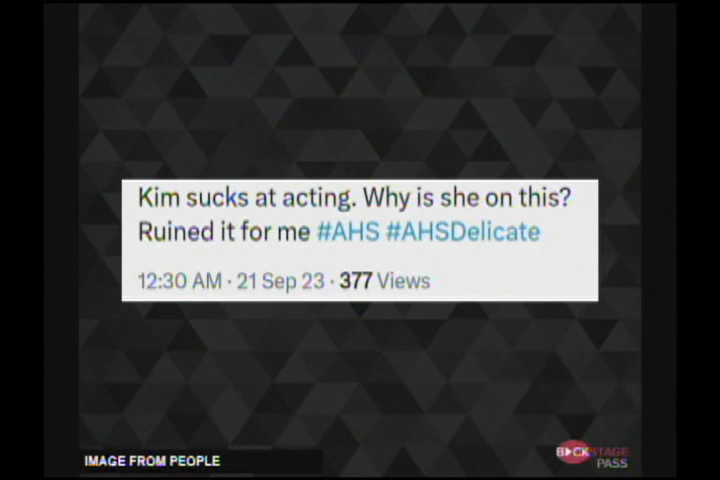 Kim sucks at acting. Why is she on this?
Ruined it for me #AHS #AHSDelicate
12:30 AM · 21 Sep 23 · 377 Views
IMAGE FROM PEOPLE
BACKSTAGE
PASS